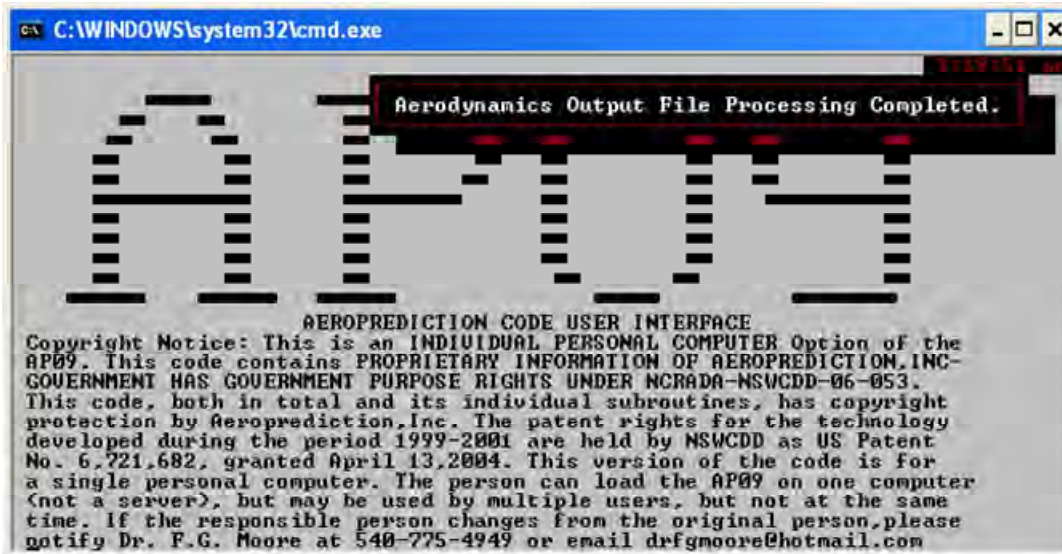 C:\WINDOWS\system32\cmd.exe
Aerodynamics Output File Processing Completed.
AEROPREDICTION CODE USER INTERFACE
Copyright Notice: This is an INDIVIDUAL PERSONAL COMPUTER Option of the
AP09. This code contains PROPRIETARY INFORMATION OF AEROPREDICTION,INC-
GOVERNMENT HAS GOVERNMENT PURPOSE RIGHTS UNDER NCRADA-NSWCDD-06-053.
This code, both in total and its individual subroutines, has copyright
protection by Aeroprediction,Inc. The patent rights for the technology
developed during the period 1999-2001 are held by NSWCDD as US Patent
No. 6,721,682, granted April 13,2004. This version of the code is for
a single personal computer. The person can load the AP09 on one computer
(not a server), but may be used by multiple users, but not at the same
time. If the responsible person changes from the original person,please
notify Dr. F.G. Moore at 540-775-4949 or email drfgmoore@hotmail.com